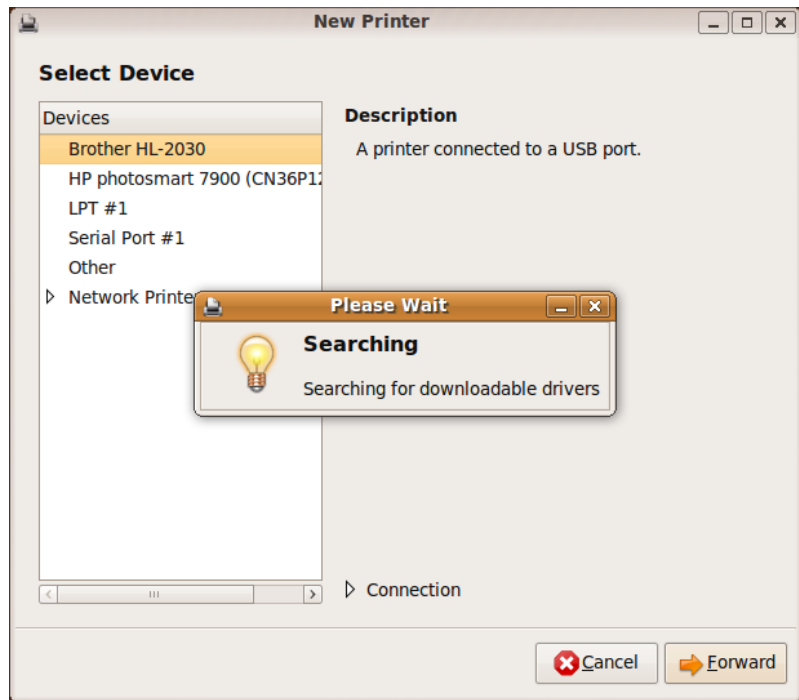 New Printer
Select Device
Devices
Brother HL-2030
HP photosmart 7900 (CN36P12
LPT #1
Serial Port #1
Other
Network Printe
Description
A printer connected to a USB port.
Please Wait
Searching
Searching for downloadable drivers
Connection
Cancel
Forward